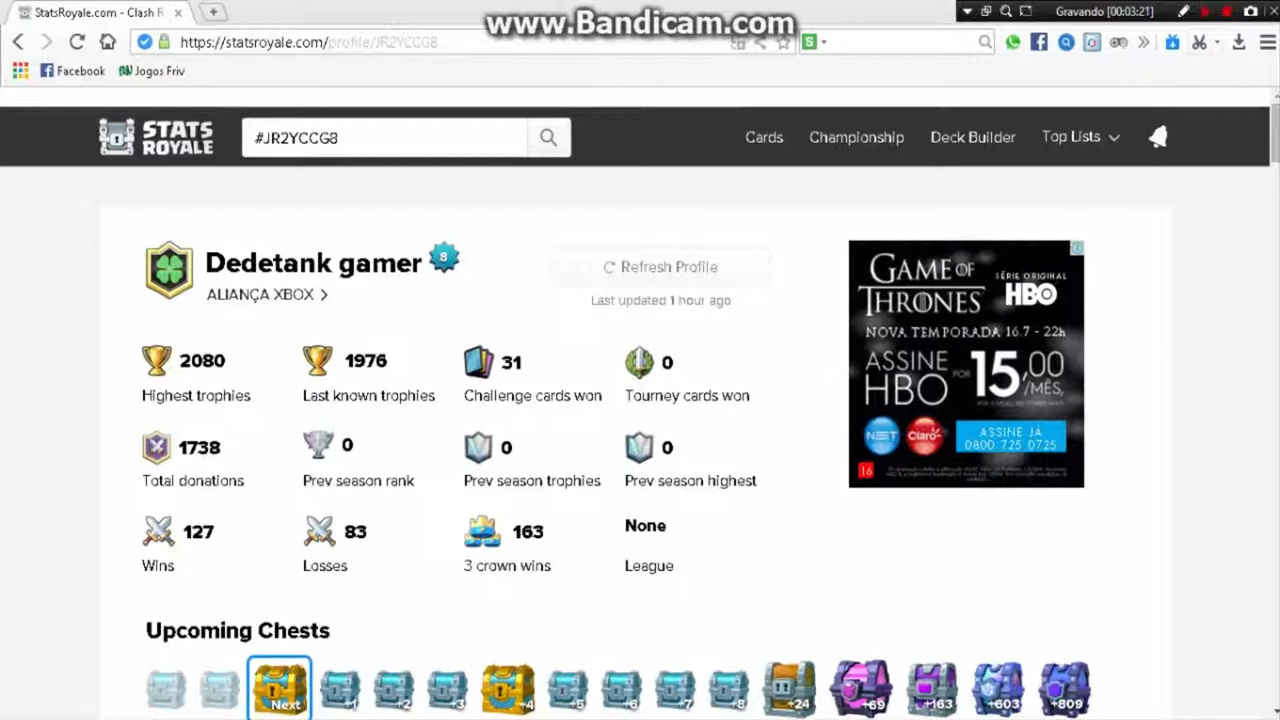 www.Bandicam.com
StatsRoyale.com - Clash R
Gravando [00:03:21]
https://statsroyale.com/profile/JR2YCCG8
Facebook
Jogos Friv
STATS ROYALE
#JR2YCCG8
Cards
Championship
Deck Builder
Top Lists
Dedetank gamer 8
ALIANÇA XBOX >
Refresh Profile
Last updated 1 hour ago
2080
Highest trophies
1976
Last known trophies
31
Challenge cards won
0
Tourney cards won
1738
Total donations
0
Prev season rank
0
Prev season trophies
0
Prev season highest
127
Wins
83
Losses
163
3 crown wins
None
League
GAME OF THRONES
SÉRIE ORIGINAL
HBO
NOVA TEMPORADA 16.7 - 22h
ASSINE HBO
POR 15,00 /MÊS,
NET
Claro
ASSINE JÁ
0800 725 0725
16
Upcoming Chests
Next +1 +2 +3 +4 +5 +6 +7 +8 +24 +69 +163 +603 +809